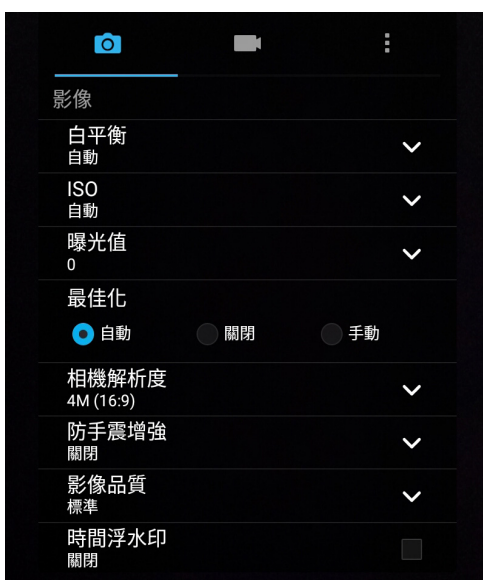 影像
白平衡
自動
ISO
自動
曝光值
0
最佳化
自動 關閉 手動
相機解析度
4M (16:9)
防手震增強
關閉
影像品質
標準
時間浮水印
關閉